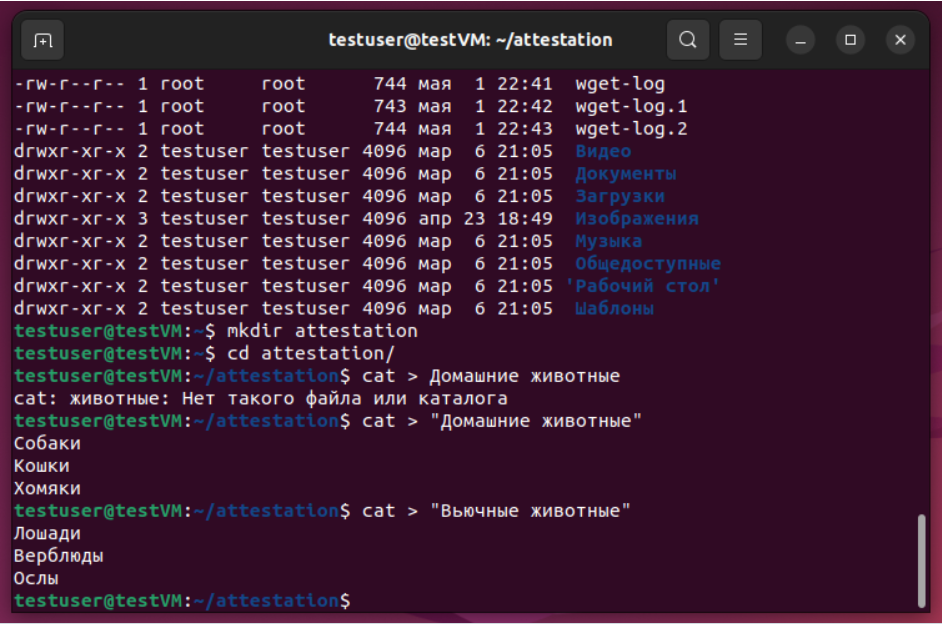 testuser@testVM: ~/attestation
-rw-r--r-- 1 root     root      744 мая  1 22:41  wget-log
-rw-r--r-- 1 root     root      743 мая  1 22:42  wget-log.1
-rw-r--r-- 1 root     root      744 мая  1 22:43  wget-log.2
drwxr-xr-x 2 testuser testuser 4096 мар  6 21:05  Видео
drwxr-xr-x 2 testuser testuser 4096 мар  6 21:05  Документы
drwxr-xr-x 2 testuser testuser 4096 мар  6 21:05  Загрузки
drwxr-xr-x 3 testuser testuser 4096 апр 23 18:49  Изображения
drwxr-xr-x 2 testuser testuser 4096 мар  6 21:05  Музыка
drwxr-xr-x 2 testuser testuser 4096 мар  6 21:05  Общедоступные
drwxr-xr-x 2 testuser testuser 4096 мар  6 21:05 'Рабочий стол'
drwxr-xr-x 2 testuser testuser 4096 мар  6 21:05  Шаблоны
testuser@testVM:~$ mkdir attestation
testuser@testVM:~$ cd attestation/
testuser@testVM:~/attestation$ cat > Домашние животные
cat: животные: Нет такого файла или каталога
testuser@testVM:~/attestation$ cat > "Домашние животные"
Собаки
Кошки
Хомяки
testuser@testVM:~/attestation$ cat > "Вьючные животные"
Лошади
Верблюды
Ослы
testuser@testVM:~/attestation$